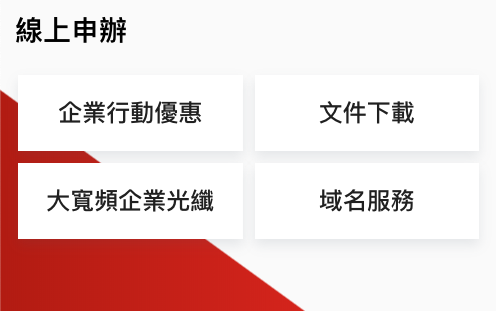 線上申辦
企業行動優惠
文件下載
大寬頻企業光纖
域名服務